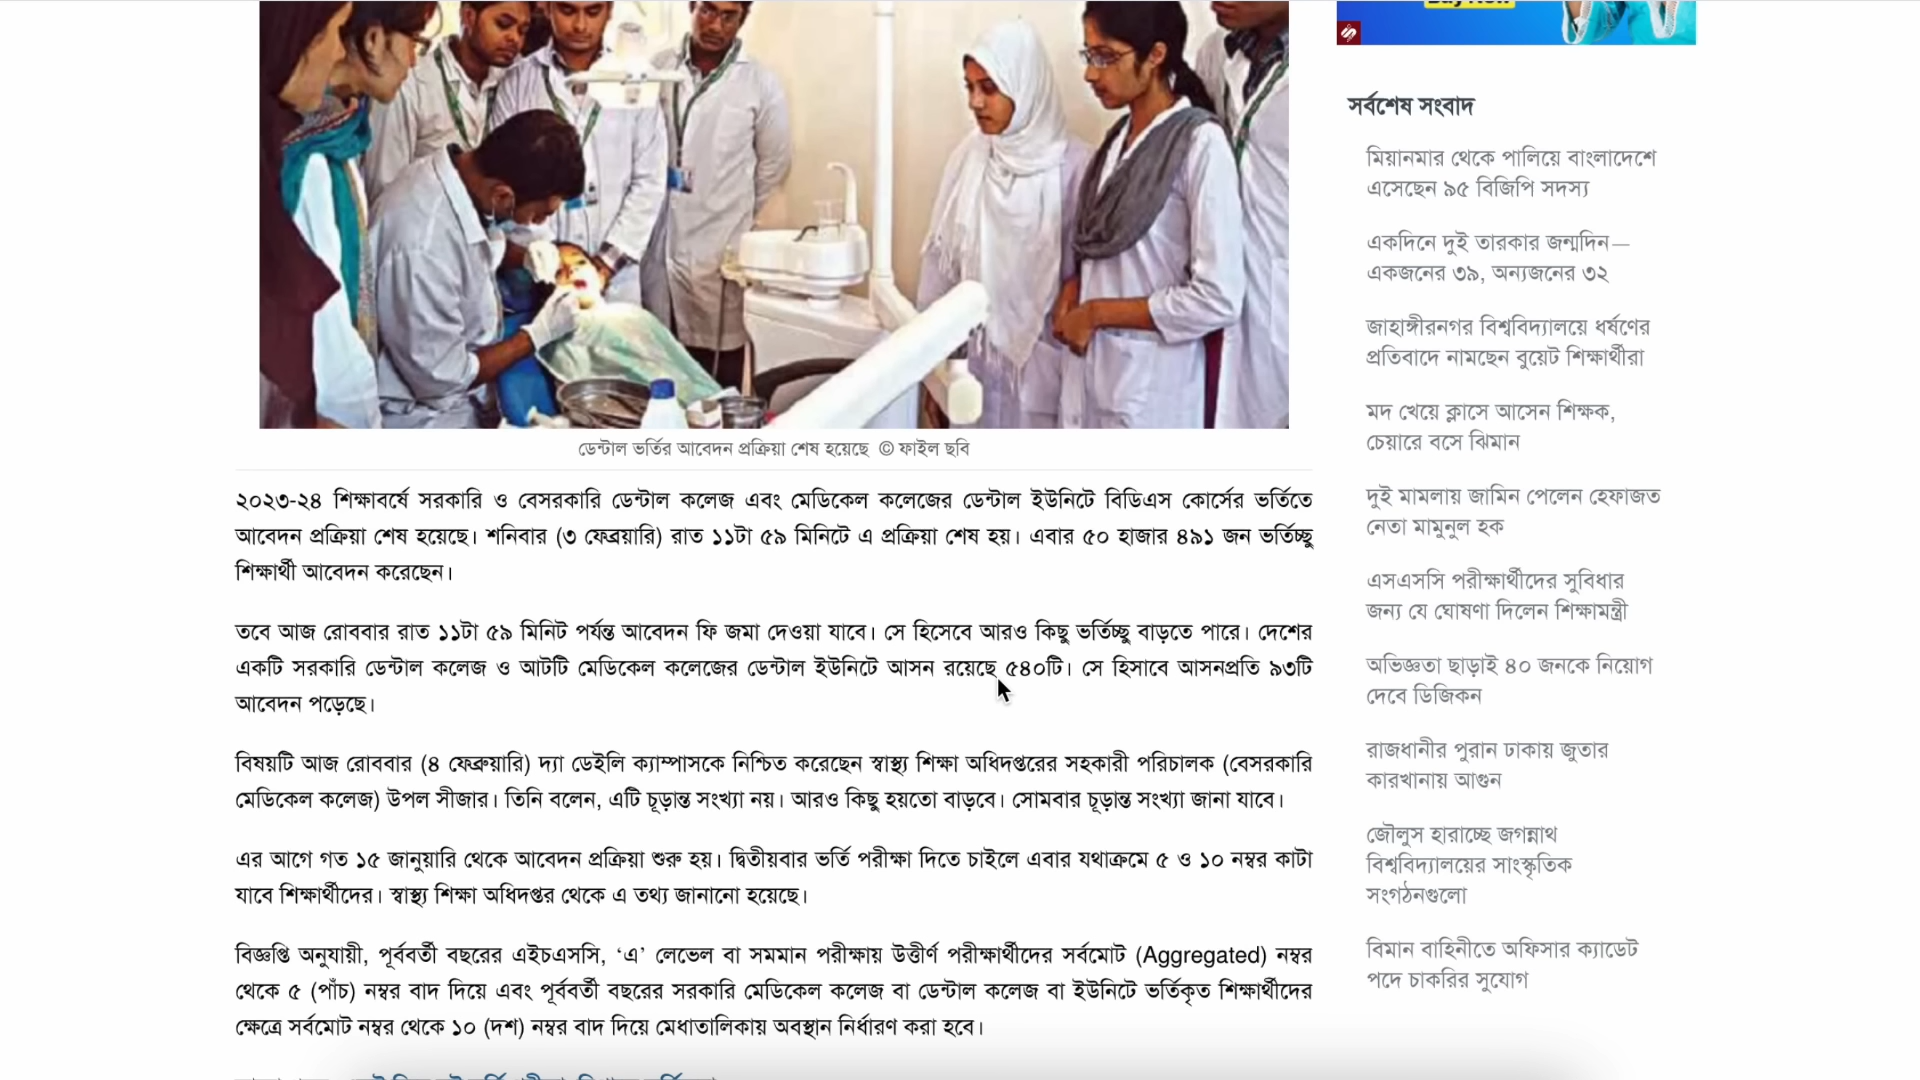 ডেন্টাল ভর্তির আবেদন প্রক্রিয়া শেষ হয়েছে © ফাইল ছবি
২০২৩-২৪ শিক্ষাবর্ষে সরকারি ও বেসরকারি ডেন্টাল কলেজ এবং মেডিকেল কলেজের ডেন্টাল ইউনিটে বিডিএস কোর্সের ভর্তিতে
আবেদন প্রক্রিয়া শেষ হয়েছে। শনিবার (৩ ফেব্রয়ারি) রাত ১১টা ৫৯ মিনিটে এ প্রক্রিয়া শেষ হয়। এবার ৫০ হাজার ৪৯১ জন ভর্তিচ্ছু
শিক্ষার্থী আবেদন করেছেন।
তবে আজ রোববার রাত ১১টা ৫৯ মিনিট পর্যন্ত আবেদন ফি জমা দেওয়া যাবে। সে হিসেবে আরও কিছু ভর্তিচ্ছু বাড়তে পারে। দেশের
একটি সরকারি ডেন্টাল কলেজ ও আটটি মেডিকেল কলেজের ডেন্টাল ইউনিটে আসন রয়েছে ৫৪০টি। সে হিসাবে আসনপ্রতি ৯৩টি
আবেদন পড়েছে।
বিষয়টি আজ রোববার (৪ ফেব্রুয়ারি) দ্যা ডেইলি ক্যাম্পাসকে নিশ্চিত করেছেন স্বাস্থ্য শিক্ষা অধিদপ্তরের সহকারী পরিচালক (বেসরকারি
মেডিকেল কলেজ) উপল সীজার। তিনি বলেন, এটি চূড়ান্ত সংখ্যা নয়। আরও কিছু হয়তো বাড়বে। সোমবার চূড়ান্ত সংখ্যা জানা যাবে।
এর আগে গত ১৫ জানুয়ারি থেকে আবেদন প্রক্রিয়া শুরু হয়। দ্বিতীয়বার ভর্তি পরীক্ষা দিতে চাইলে এবার যথাক্রমে ৫ ও ১০ নম্বর কাটা
যাবে শিক্ষার্থীদের। স্বাস্থ্য শিক্ষা অধিদপ্তর থেকে এ তথ্য জানানো হয়েছে।
বিজ্ঞপ্তি অনুযায়ী, পূর্ববর্তী বছরের এইচএসসি, ‘এ’ লেভেল বা সমমান পরীক্ষায় উত্তীর্ণ পরীক্ষার্থীদের সর্বমোট (Aggregated) নম্বর
থেকে ৫ (পাঁচ) নম্বর বাদ দিয়ে এবং পূর্ববর্তী বছরের সরকারি মেডিকেল কলেজ বা ডেন্টাল কলেজ বা ইউনিটে ভর্তিকৃত শিক্ষার্থীদের
ক্ষেত্রে সর্বমোট নম্বর থেকে ১০ (দশ) নম্বর বাদ দিয়ে মেধাতালিকায় অবস্থান নির্ধারণ করা হবে।
সর্বশেষ সংবাদ
মিয়ানমার থেকে পালিয়ে বাংলাদেশে
এসেছেন ৯৫ বিজিপি সদস্য
একদিনে দুই তারকার জন্মদিন—
একজনের ৩৯, অন্যজনের ৩২
জাহাঙ্গীরনগর বিশ্ববিদ্যালয়ে ধর্ষণের
প্রতিবাদে নামছেন বুয়েট শিক্ষার্থীরা
মদ খেয়ে ক্লাসে আসেন শিক্ষক,
চেয়ারে বসে ঝিমান
দুই মামলায় জামিন পেলেন হেফাজত
নেতা মামুনুল হক
এসএসসি পরীক্ষার্থীদের সুবিধার
জন্য যে ঘোষণা দিলেন শিক্ষামন্ত্রী
অভিজ্ঞতা ছাড়াই ৪০ জনকে নিয়োগ
দেবে ডিজিকন
রাজধানীর পুরান ঢাকায় জুতার
কারখানায় আগুন
জৌলুস হারাচ্ছে জগন্নাথ
বিশ্ববিদ্যালয়ের সাংস্কৃতিক
সংগঠনগুলো
বিমান বাহিনীতে অফিসার ক্যাডেট
পদে চাকরির সুযোগ